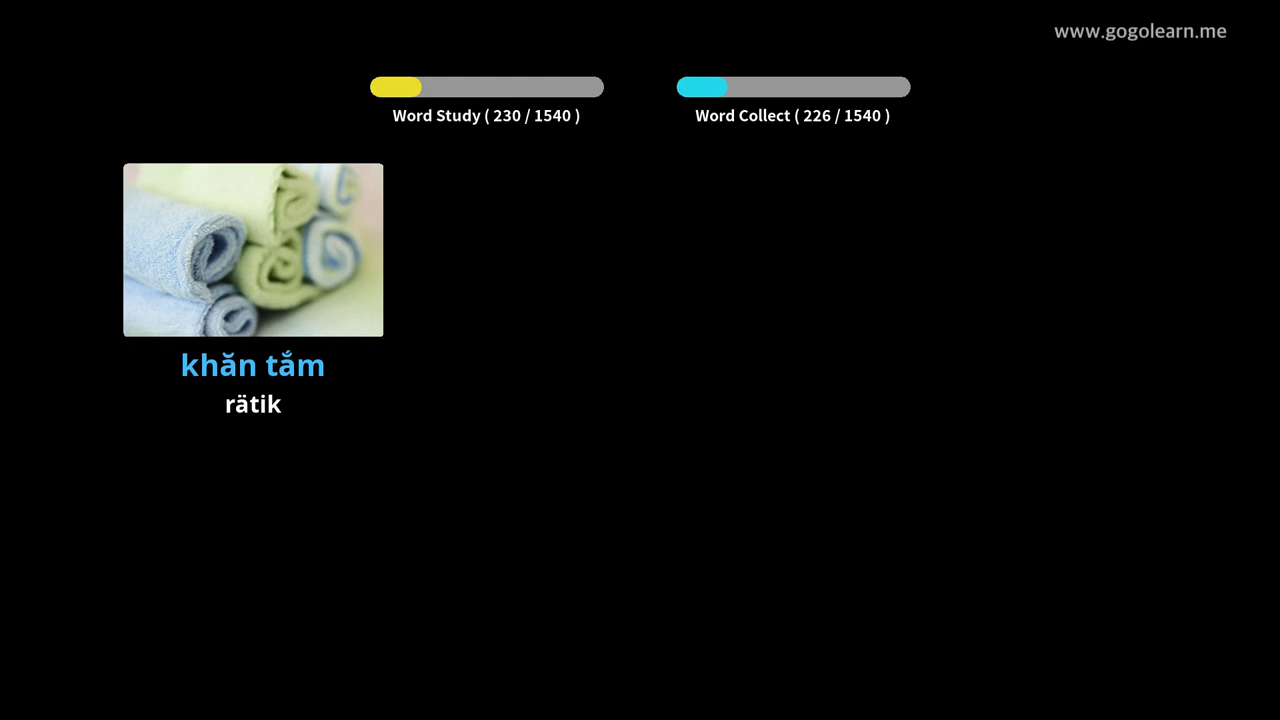 www.gogolearn.me
Word Study ( 230 / 1540 )
Word Collect ( 226 / 1540 )
khăn tắm
rätik